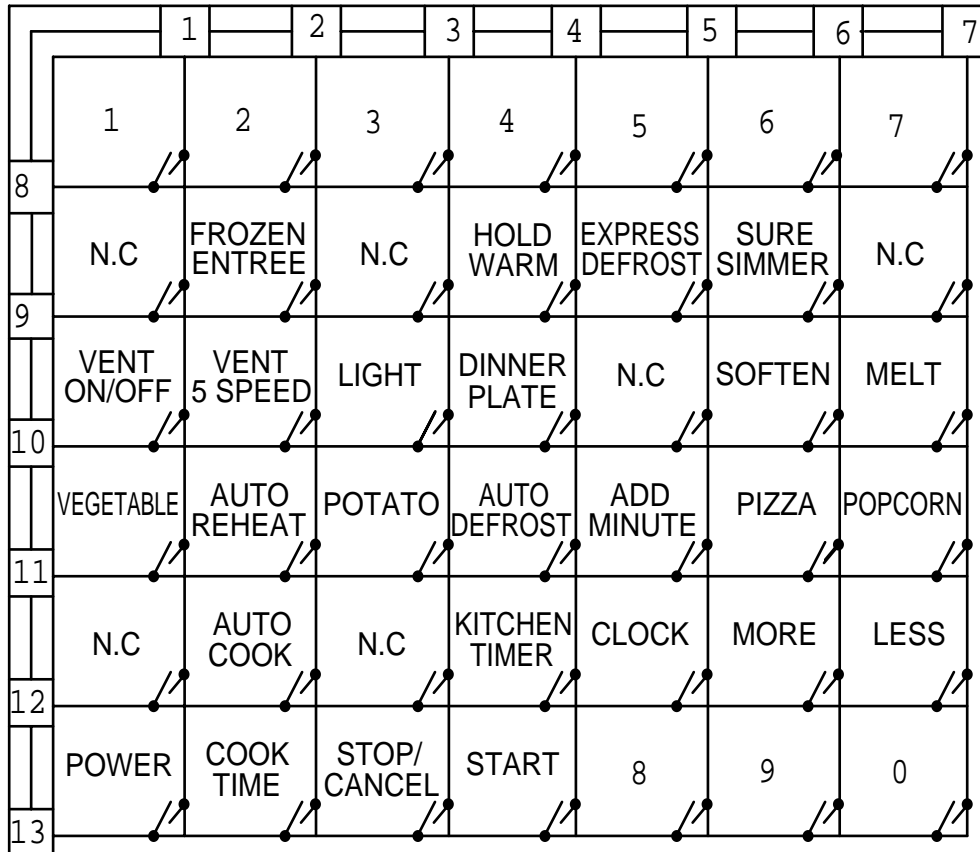 1 2 3 4 5 6 7
1 2 3 4 5 6 7
8
N.C FROZEN ENTREE N.C HOLD WARM EXPRESS DEFROST SURE SIMMER N.C
9
VENT ON/OFF VENT 5 SPEED LIGHT DINNER PLATE N.C SOFTEN MELT
10
VEGETABLE AUTO REHEAT POTATO AUTO DEFROST ADD MINUTE PIZZA POPCORN
11
N.C AUTO COOK N.C KITCHEN TIMER CLOCK MORE LESS
12
POWER COOK TIME STOP/ CANCEL START 8 9 0
13